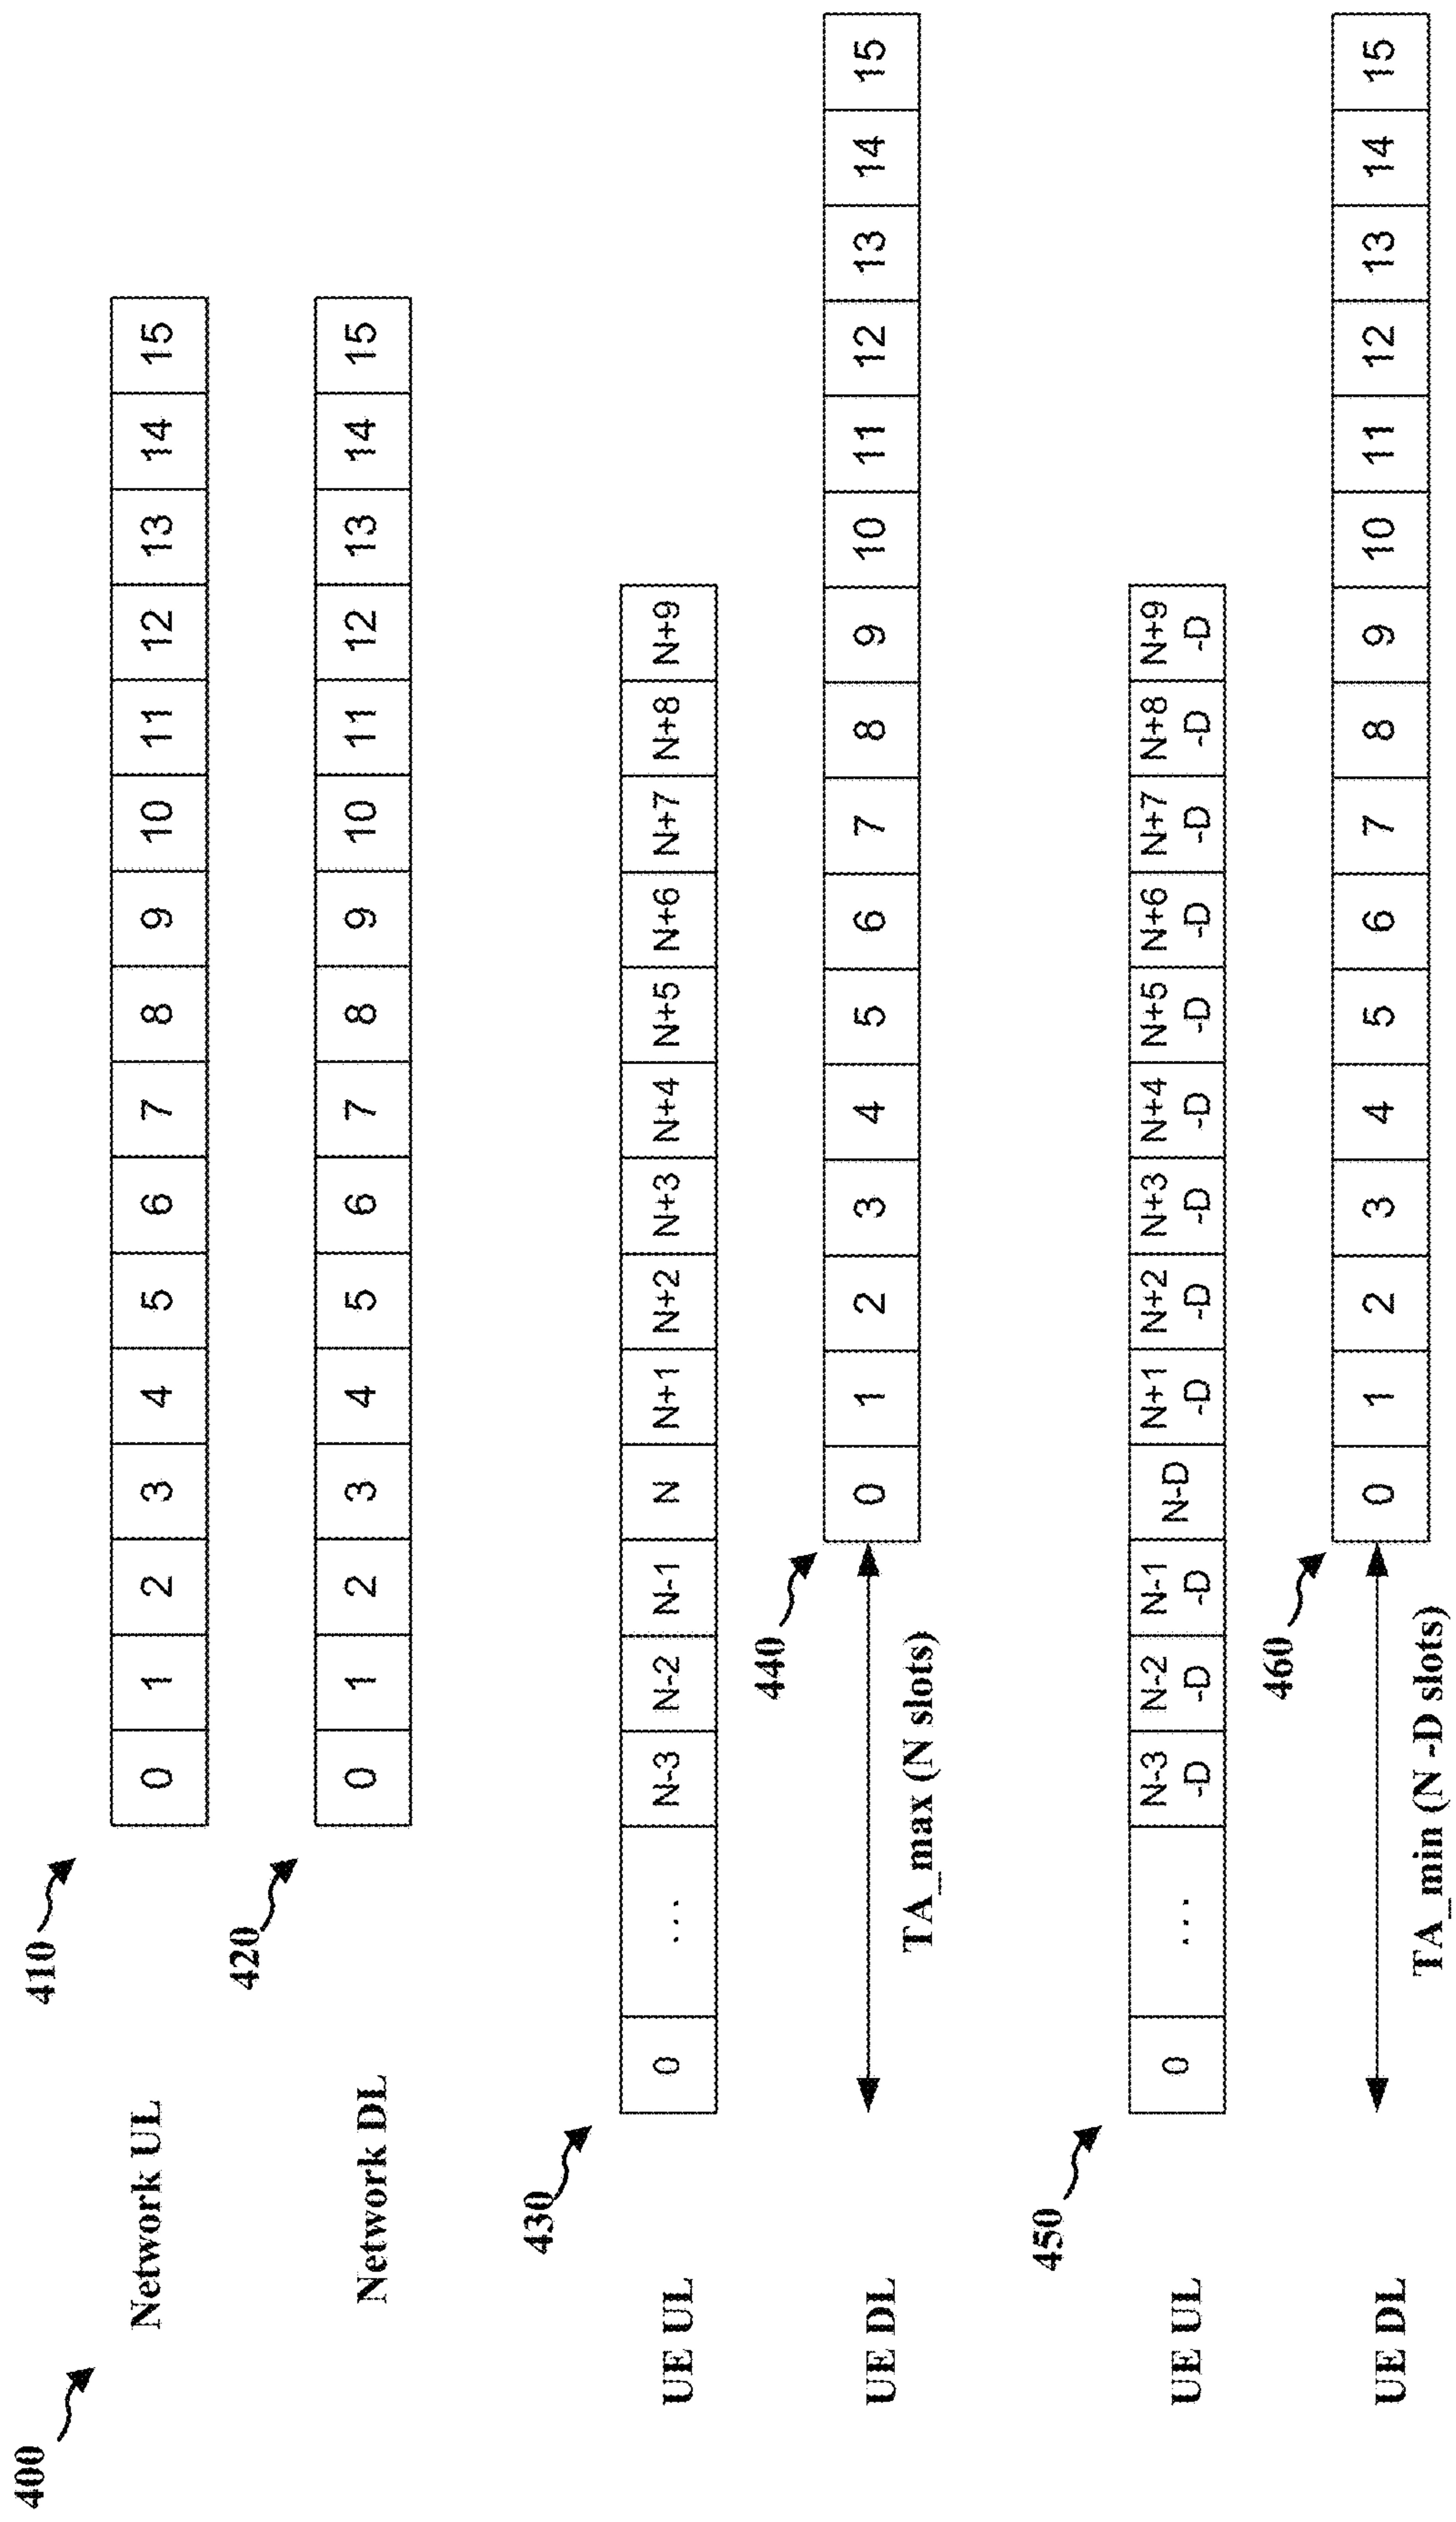 400
Network UL
410
0 1 2 3 4 5 6 7 8 9 10 11 12 13 14 15
Network DL
420
0 1 2 3 4 5 6 7 8 9 10 11 12 13 14 15
UE UL
430
0 ... N-3 N-2 N-1 N N+1 N+2 N+3 N+4 N+5 N+6 N+7 N+8 N+9
UE DL
440
0 1 2 3 4 5 6 7 8 9 10 11 12 13 14 15
TA_max (N slots)
UE UL
450
0 ... N-3 -D N-2 -D N-1 -D N-D N+1 -D N+2 -D N+3 -D N+4 -D N+5 -D N+6 -D N+7 -D N+8 -D N+9 -D
UE DL
460
0 1 2 3 4 5 6 7 8 9 10 11 12 13 14 15
TA_min (N -D slots)